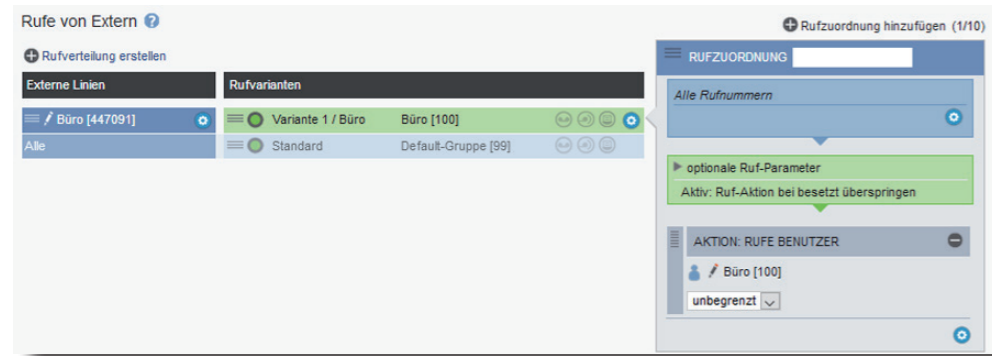 Rufe von Extern ?
Rufzuordnung hinzufügen (1/10)
Rufverteilung erstellen
Externe Linien
Rufvarianten
Büro [447091]
Variante 1 / Büro Büro [100]
Alle
Standard Default-Gruppe [99]
RUFZUORDNUNG
Alle Rufnummern
optionale Ruf-Parameter
Aktiv: Ruf-Aktion bei besetzt überspringen
AKTION: RUFE BENUTZER
Büro [100]
unbegrenzt